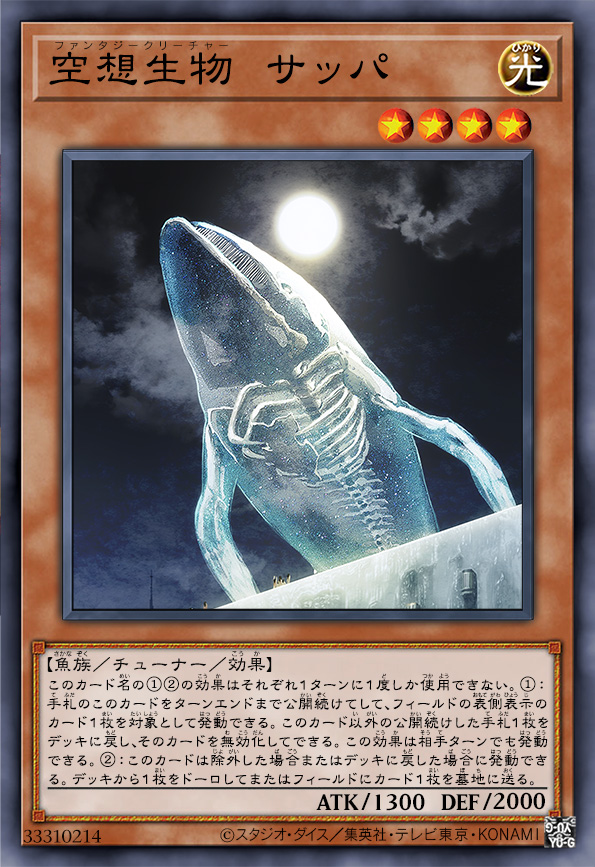 ファンタジークリーチャー
空想生物 サッパ
ひかり
光
さかな ぞく こう か
【魚族／チューナー／効果】
このカード名の①②の効果はそれぞれ1ターンに1度しか使用できない。①：
手札のこのカードをターンエンドまで公開続けてして、フィールドの表側表示の
カード1枚を対象として発動できる。このカード以外の公開続けした手札1枚を
デッキに戻し、そのカードを無効化してできる。この効果は相手ターンでも発動
できる。②：このカードは除外した場合またはデッキに戻した場合に発動でき
る。デッキから1枚をドーロしてまたはフィールドにカード1枚を墓地に送る。
ATK/1300 DEF/2000
33310214 ©スタジオ・ダイス／集英社・テレビ東京・KONAMI